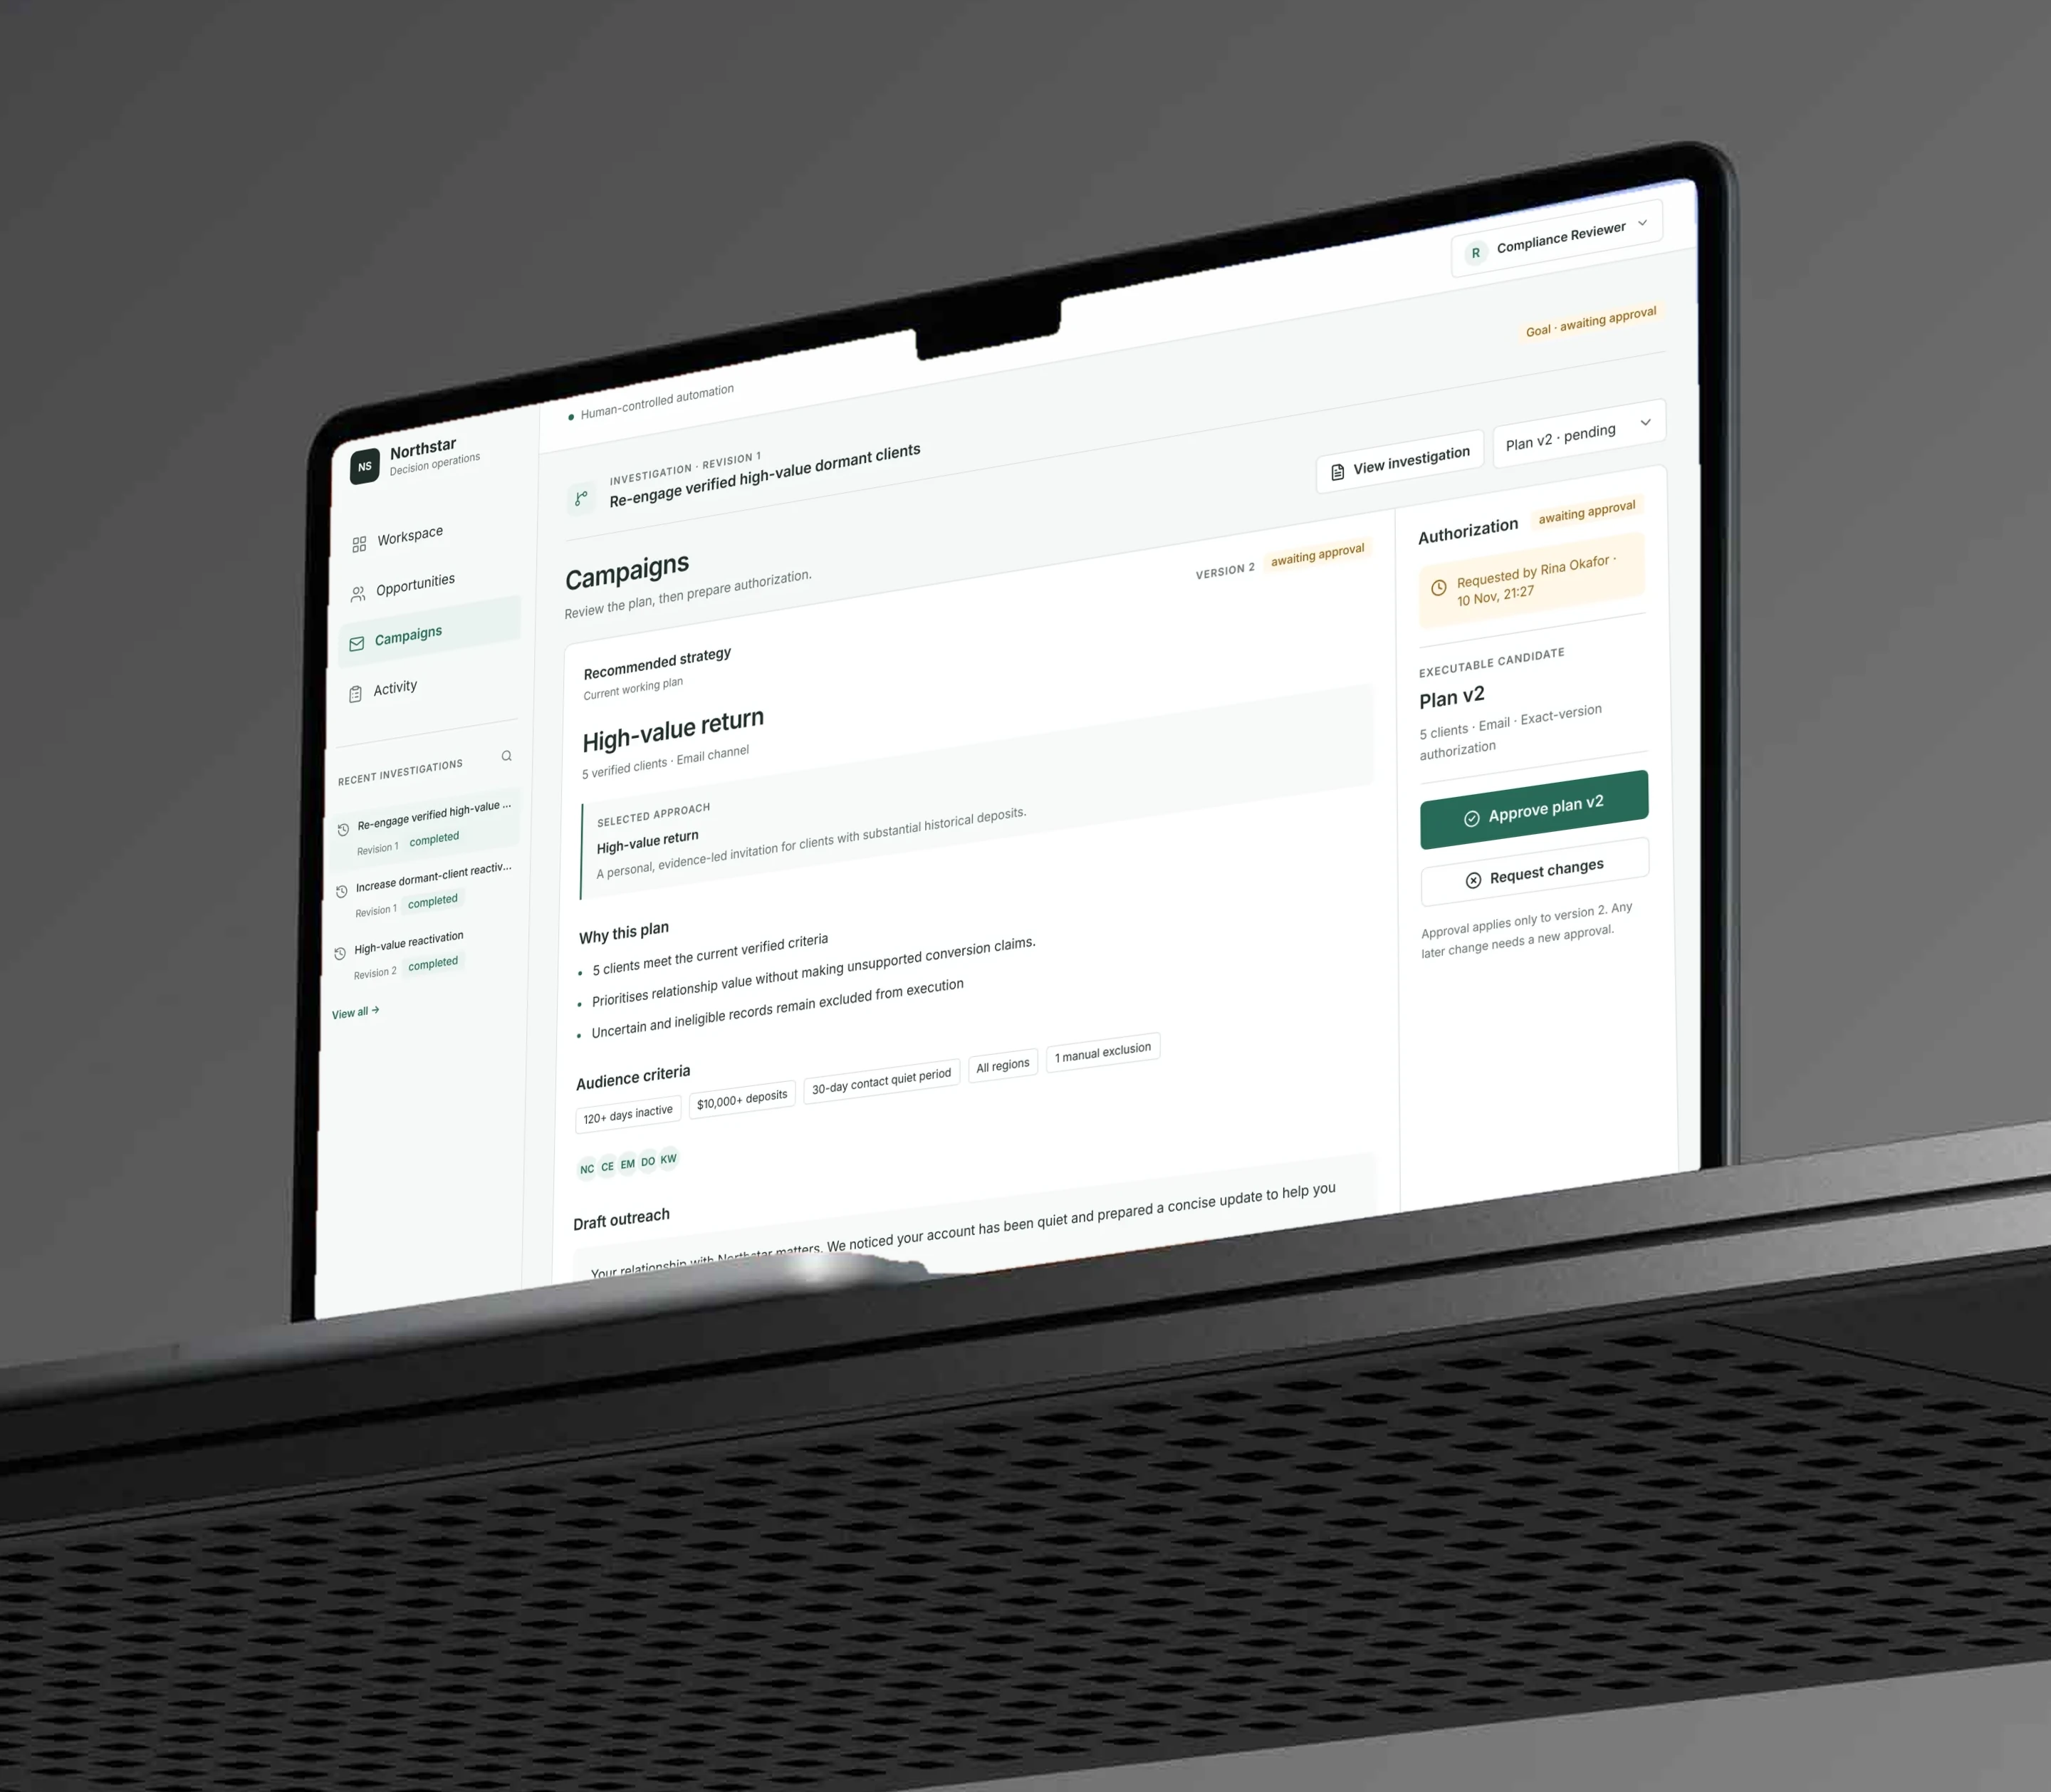 R Compliance Reviewer
Human-controlled automation
NS Northstar
Decision operations
Workspace
Opportunities
Campaigns
Activity
RECENT INVESTIGATIONS
Re-engage verified high-value ...
Revision 1 completed
Increase dormant-client reactiv...
Revision 1 completed
High-value reactivation
Revision 2 completed
View all →
INVESTIGATION · REVISION 1
Re-engage verified high-value dormant clients
Goal · awaiting approval
Campaigns
Review the plan, then prepare authorization.
View investigation
Plan v2 · pending
Recommended strategy
Current working plan
VERSION 2 awaiting approval
High-value return
5 verified clients · Email channel
SELECTED APPROACH
High-value return
A personal, evidence-led invitation for clients with substantial historical deposits.
Why this plan
• 5 clients meet the current verified criteria
• Prioritises relationship value without making unsupported conversion claims.
• Uncertain and ineligible records remain excluded from execution
Audience criteria
120+ days inactive
$10,000+ deposits
30-day contact quiet period
All regions
1 manual exclusion
NC CE EM DO KW
Draft outreach
Your relationship with Northstar matters. We noticed your account has been quiet and prepared a concise update to help you
Authorization awaiting approval
Requested by Rina Okafor ·
10 Nov, 21:27
EXECUTABLE CANDIDATE
Plan v2
5 clients · Email · Exact-version
authorization
Approve plan v2
Request changes
Approval applies only to version 2. Any
later change needs a new approval.